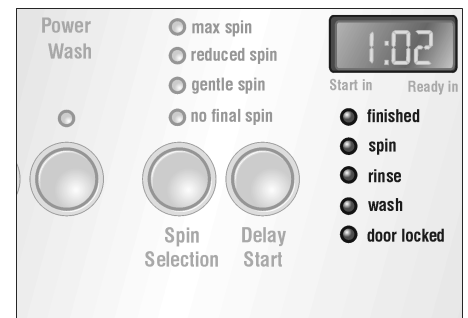 Power
Wash
max spin
reduced spin
gentle spin
no final spin
1:02
Start in
Ready in
finished
spin
rinse
wash
door locked
Spin
Selection
Delay
Start